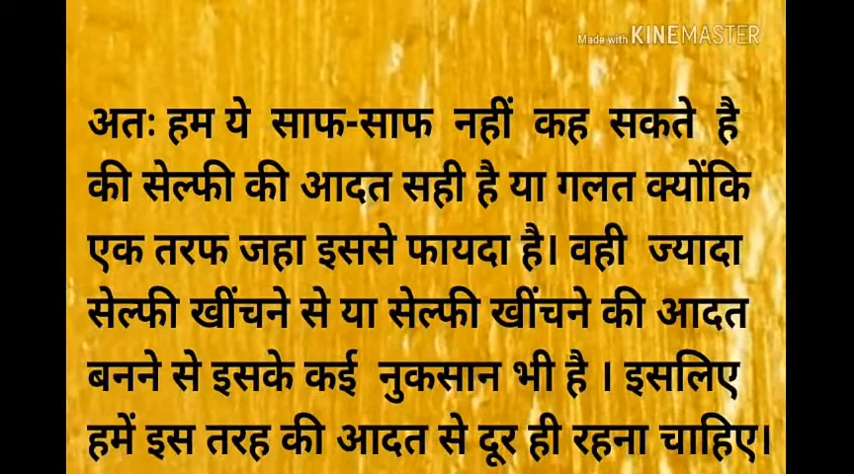 Made with KINEMASTER
अतः हम ये साफ-साफ नहीं कह सकते है
की सेल्फी की आदत सही है या गलत क्योंकि
एक तरफ जहा इससे फायदा है। वही ज्यादा
सेल्फी खींचने से या सेल्फी खींचने की आदत
बनने से इसके कई नुकसान भी है । इसलिए
हमें इस तरह की आदत से दूर ही रहना चाहिए।